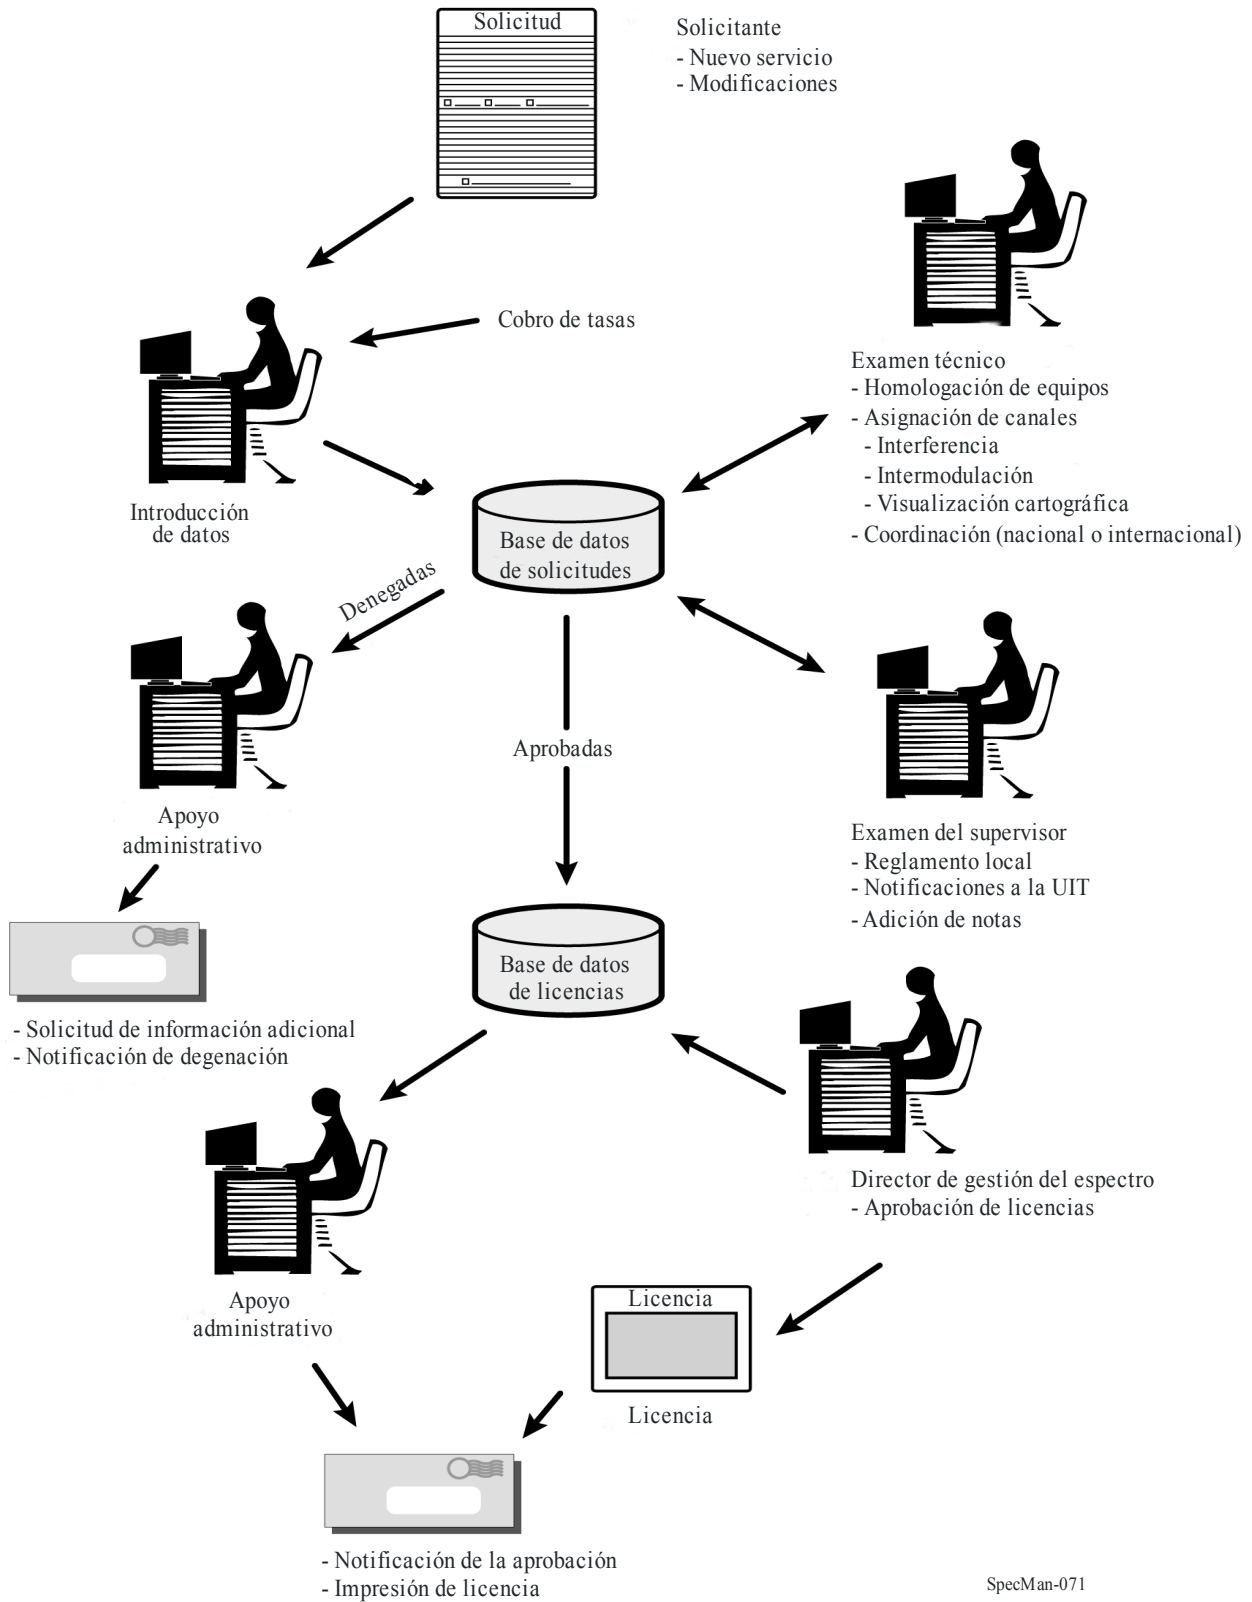 Solicitud
Solicitante
- Nuevo servicio
- Modificaciones
Cobro de tasas
Introducción
de datos
Examen técnico
- Homologación de equipos
- Asignación de canales
- Interferencia
- Intermodulación
- Visualización cartográfica
- Coordinación (nacional o internacional)
Base de datos
de solicitudes
Denegadas
Aprobadas
Apoyo
administrativo
Examen del supervisor
- Reglamento local
- Notificaciones a la UIT
- Adición de notas
Base de datos
de licencias
- Solicitud de información adicional
- Notificación de degenación
Director de gestión del espectro
- Aprobación de licencias
Apoyo
administrativo
Licencia
Licencia
- Notificación de la aprobación
- Impresión de licencia
SpecMan-071